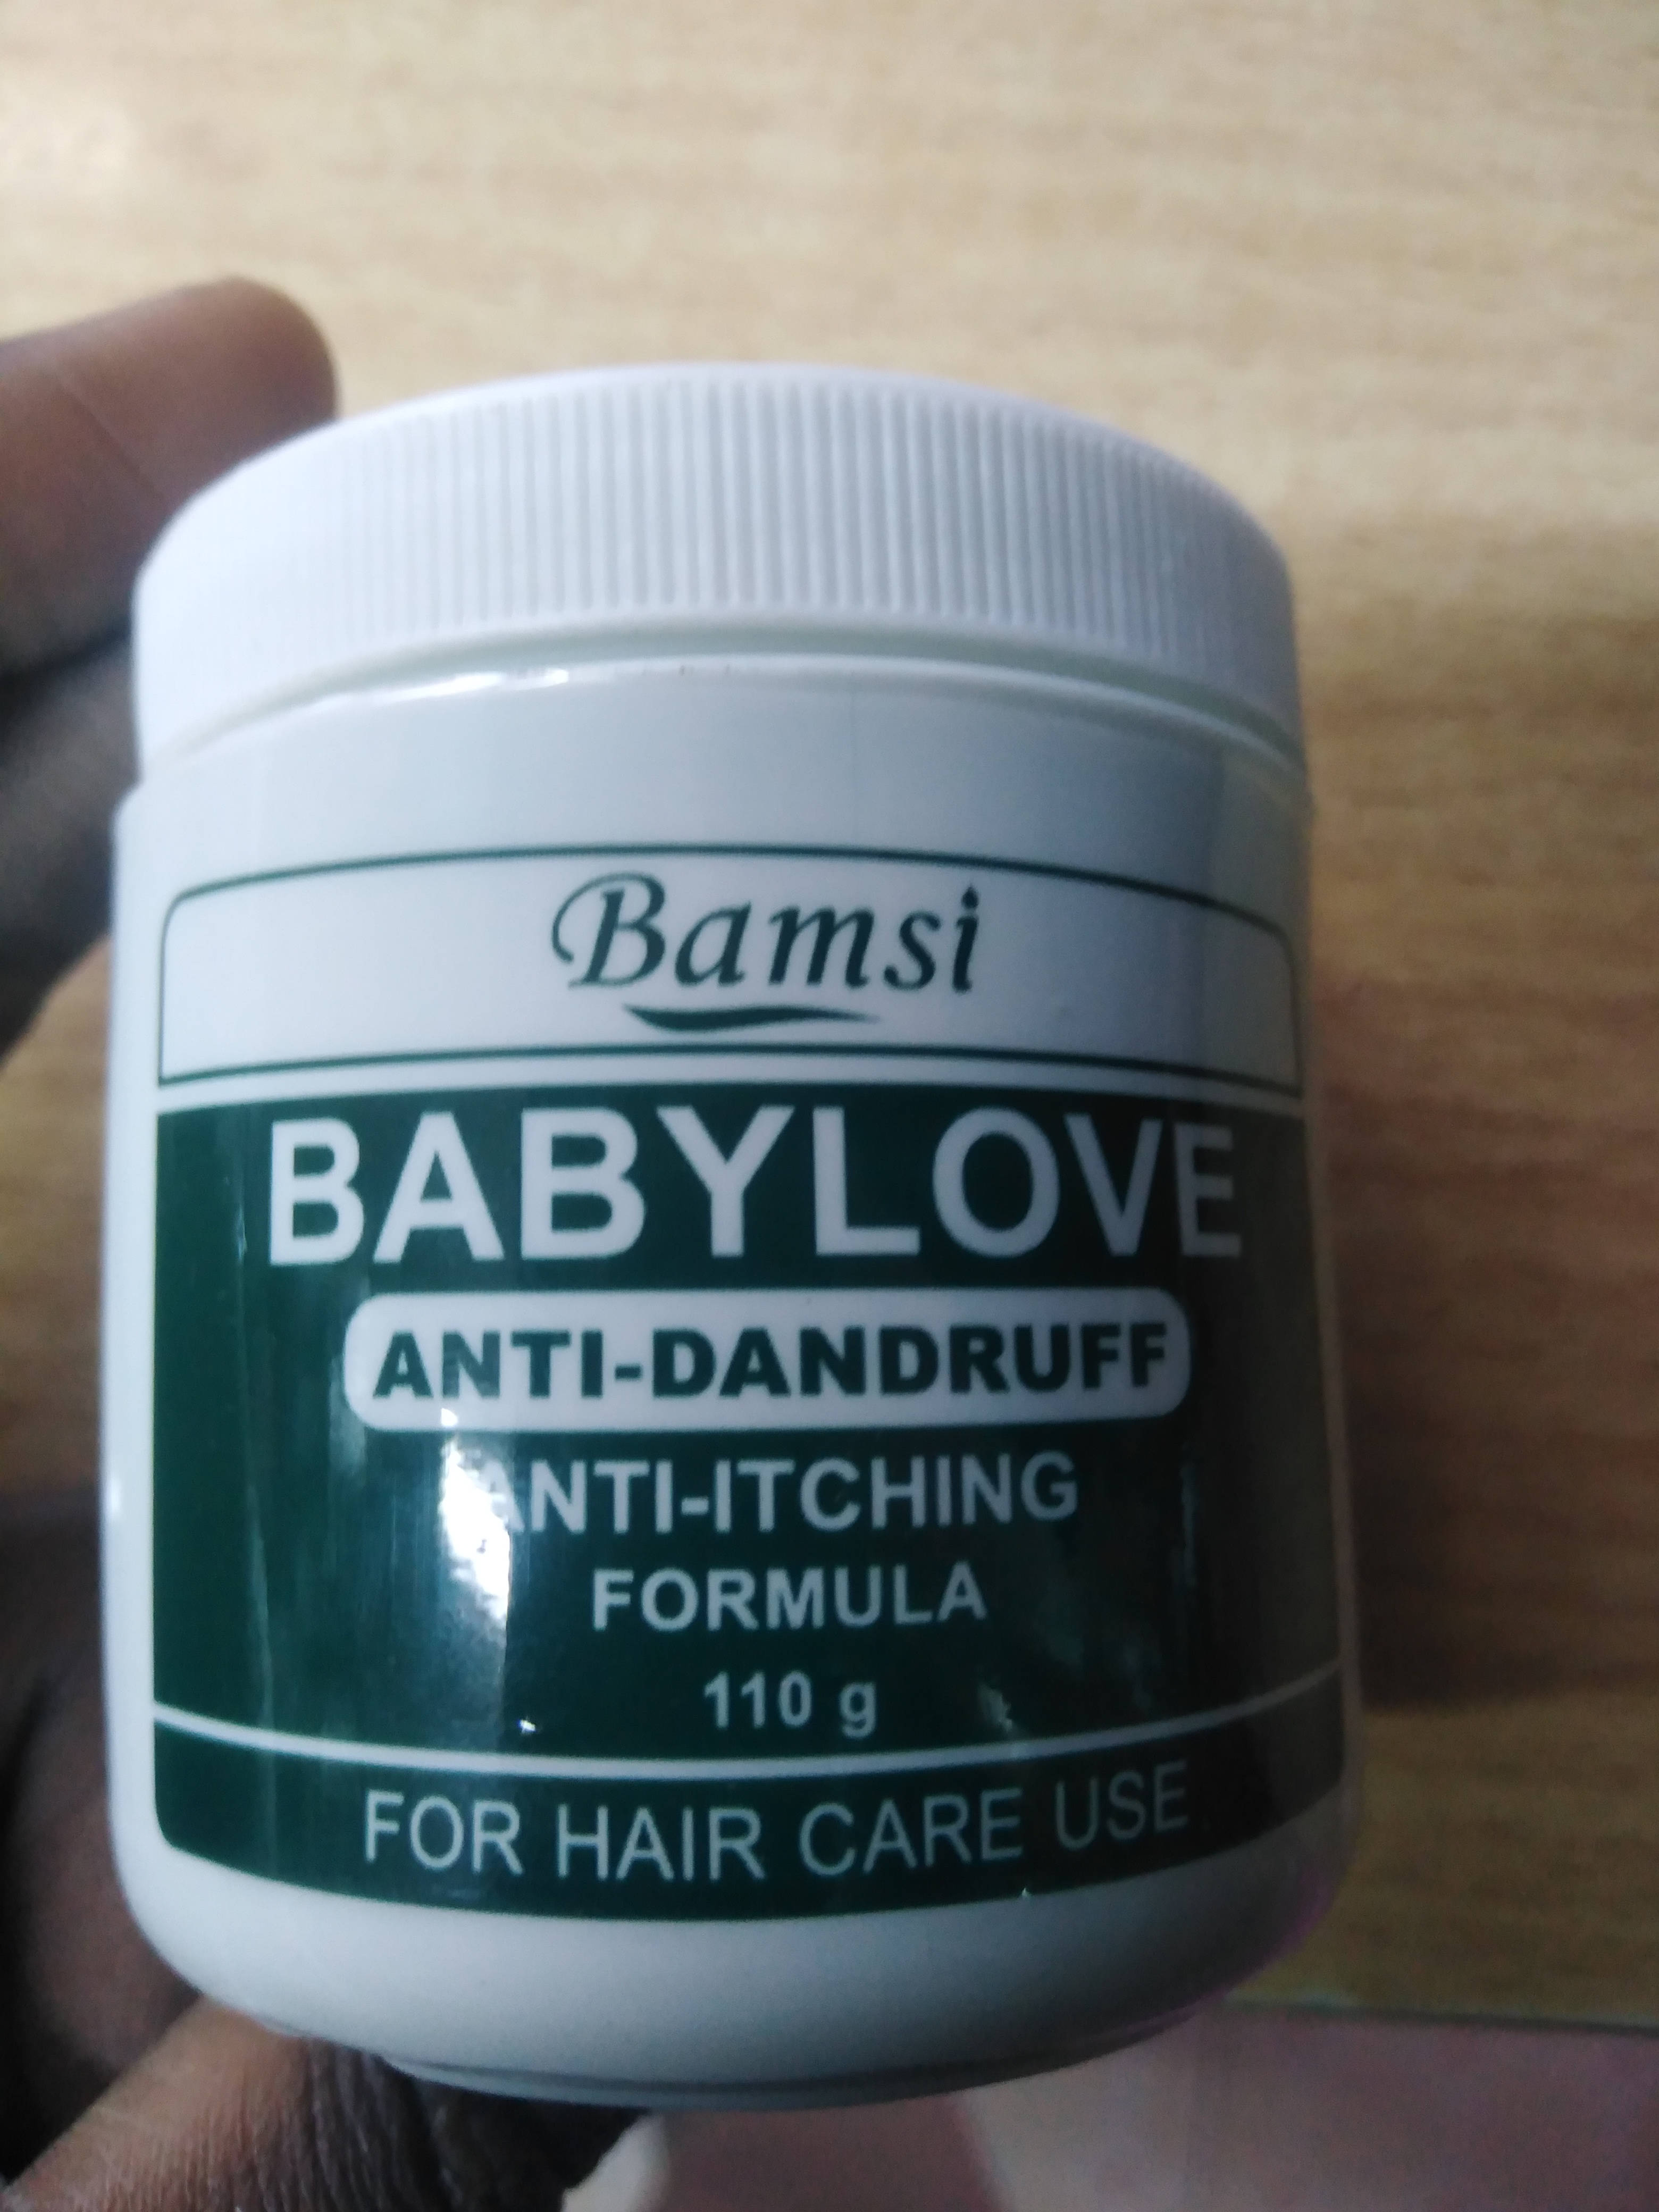 Bamsi
BABYLOVE
ANTI-DANDRUFF
ANTI-ITCHING
FORMULA
110 g
FOR HAIR CARE USE